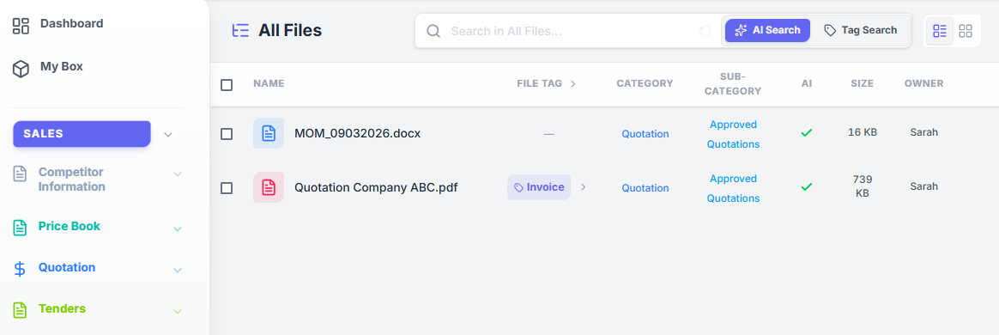 Dashboard
My Box
SALES
Competitor
Information
Price Book
Quotation
Tenders
All Files
Search in All Files...
AI Search
Tag Search
NAME
FILE TAG
CATEGORY
SUB-
CATEGORY
AI
SIZE
OWNER
MOM_09032026.docx
—
Quotation
Approved
Quotations
16 KB
Sarah
Quotation Company ABC.pdf
Invoice
Quotation
Approved
Quotations
739
KB
Sarah